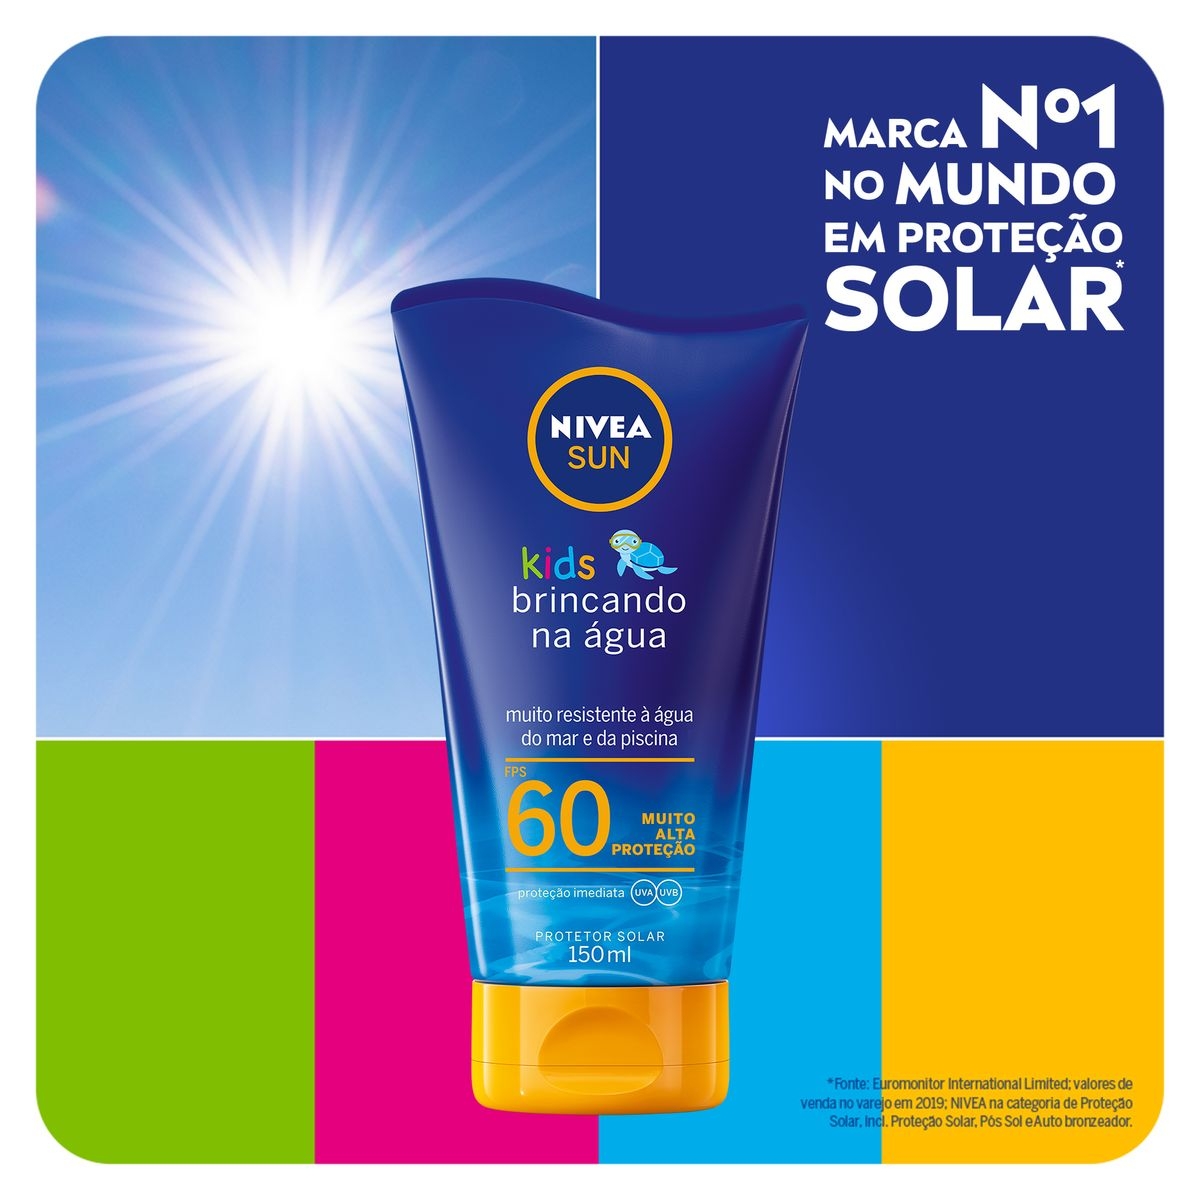 MARCA Nº1
NO MUNDO
EM PROTEÇÃO
SOLAR*
NIVEA
SUN
kids
brincando
na água
muito resistente à água
do mar e da piscina
FPS
60
MUITO
ALTA
PROTEÇÃO
proteção imediata UVA UVB
PROTETOR SOLAR
150ml
*Fonte: Euromonitor International Limited; valores de
venda no varejo em 2019; NIVEA na categoria de Proteção
Solar, incl. Proteção Solar, Pós Sol e Auto bronzeador.